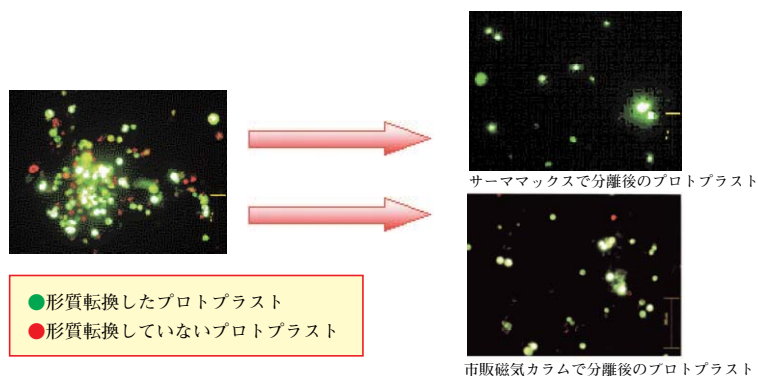 サーママックスで分離後のプロトプラスト
●形質転換したプロトプラスト
●形質転換していないプロトプラスト
市販磁気カラムで分離後のプロトプラスト